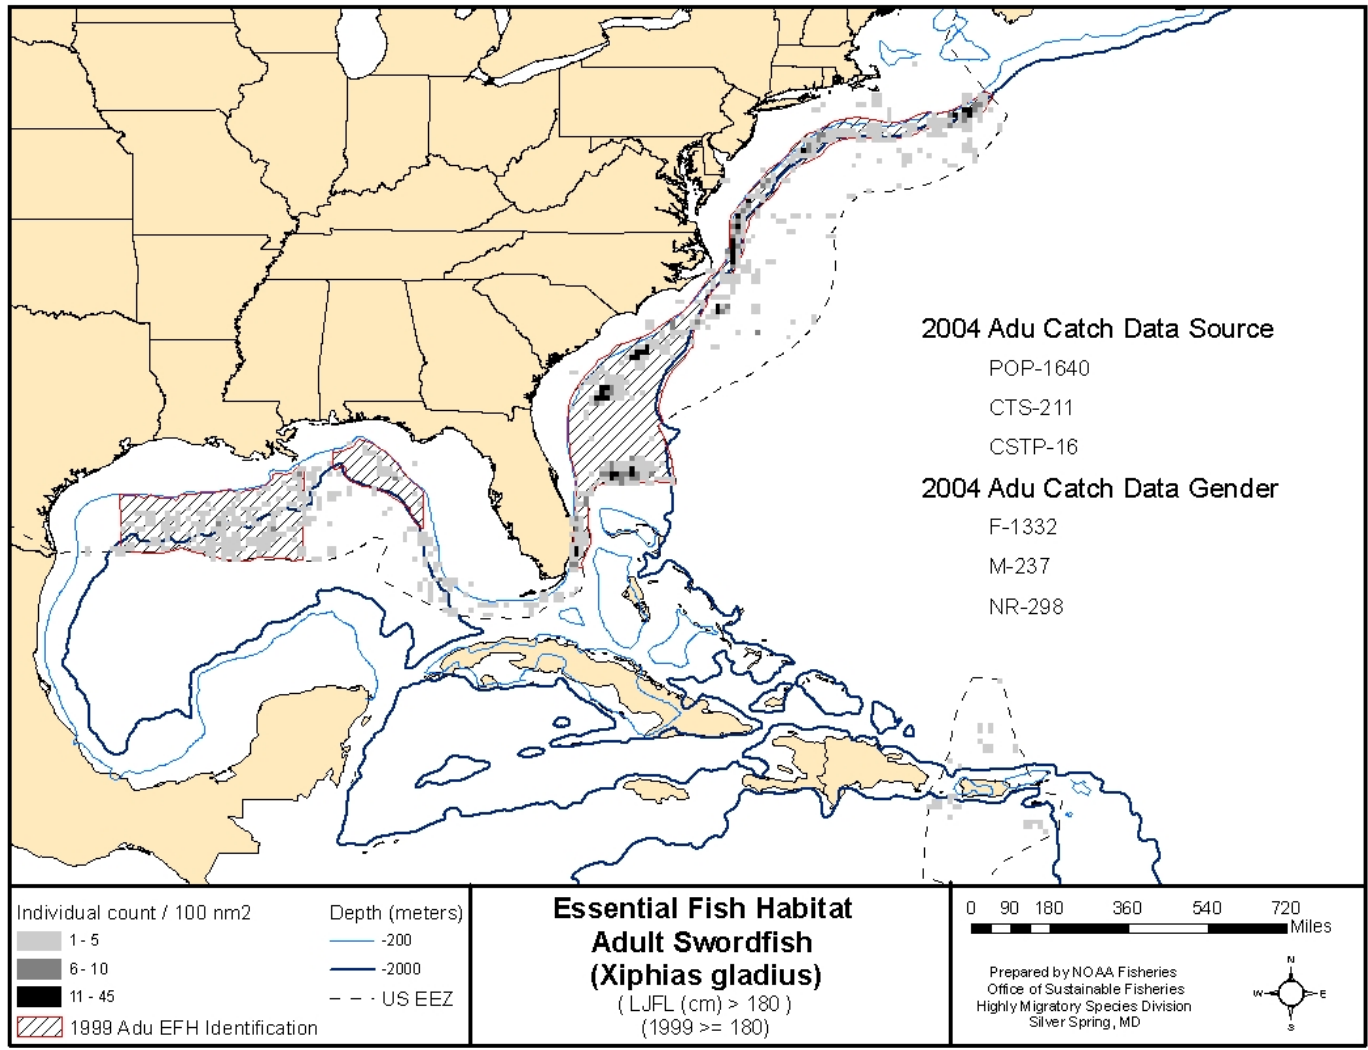 2004 Adu Catch Data Source
POP-1640
CTS-211
CSTP-16
2004 Adu Catch Data Gender
F-1332
M-237
NR-298
Individual count / 100 nm2
1 - 5
6 - 10
11 - 45
1999 Adu EFH Identification
Depth (meters)
-200
-2000
US EEZ
Essential Fish Habitat
Adult Swordfish
(Xiphias gladius)
( LJFL (cm) > 180 )
(1999 >= 180)
0 90 180 360 540 720
Miles
Prepared by NOAA Fisheries
Office of Sustainable Fisheries
Highly Migratory Species Division
Silver Spring, MD
N
W E
S